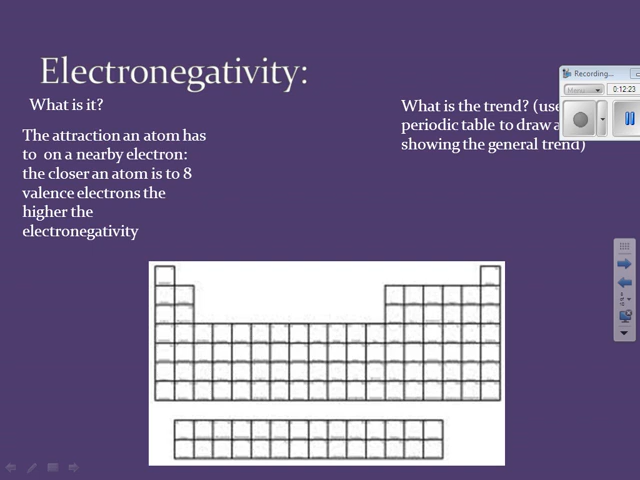 Electronegativity:
What is it?
The attraction an atom has
to on a nearby electron:
the closer an atom is to 8
valence electrons the
higher the
electronegativity
What is the trend? (use
periodic table to draw a
showing the general trend)
Recording...
Menu
0:12:23